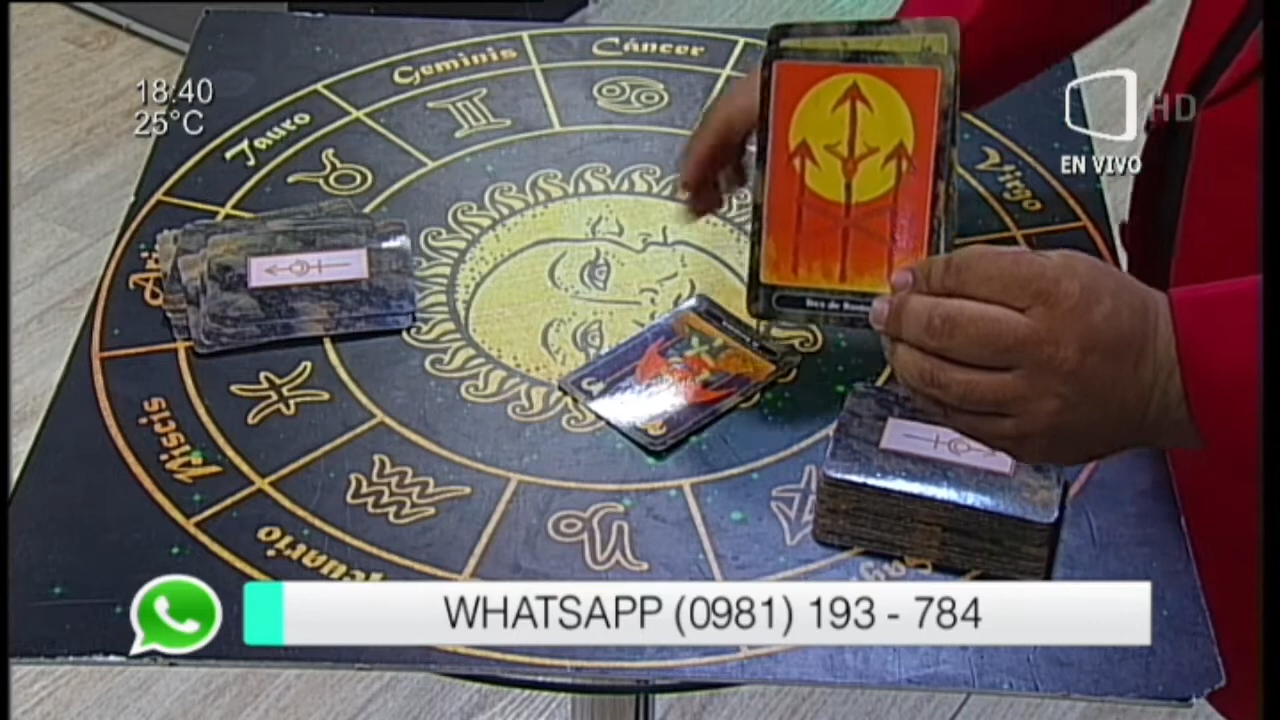 18:40
25°C
HD
EN VIVO
Tauro
Geminis
Cáncer
Virgo
Piscis
WHATSAPP (0981) 193 - 784